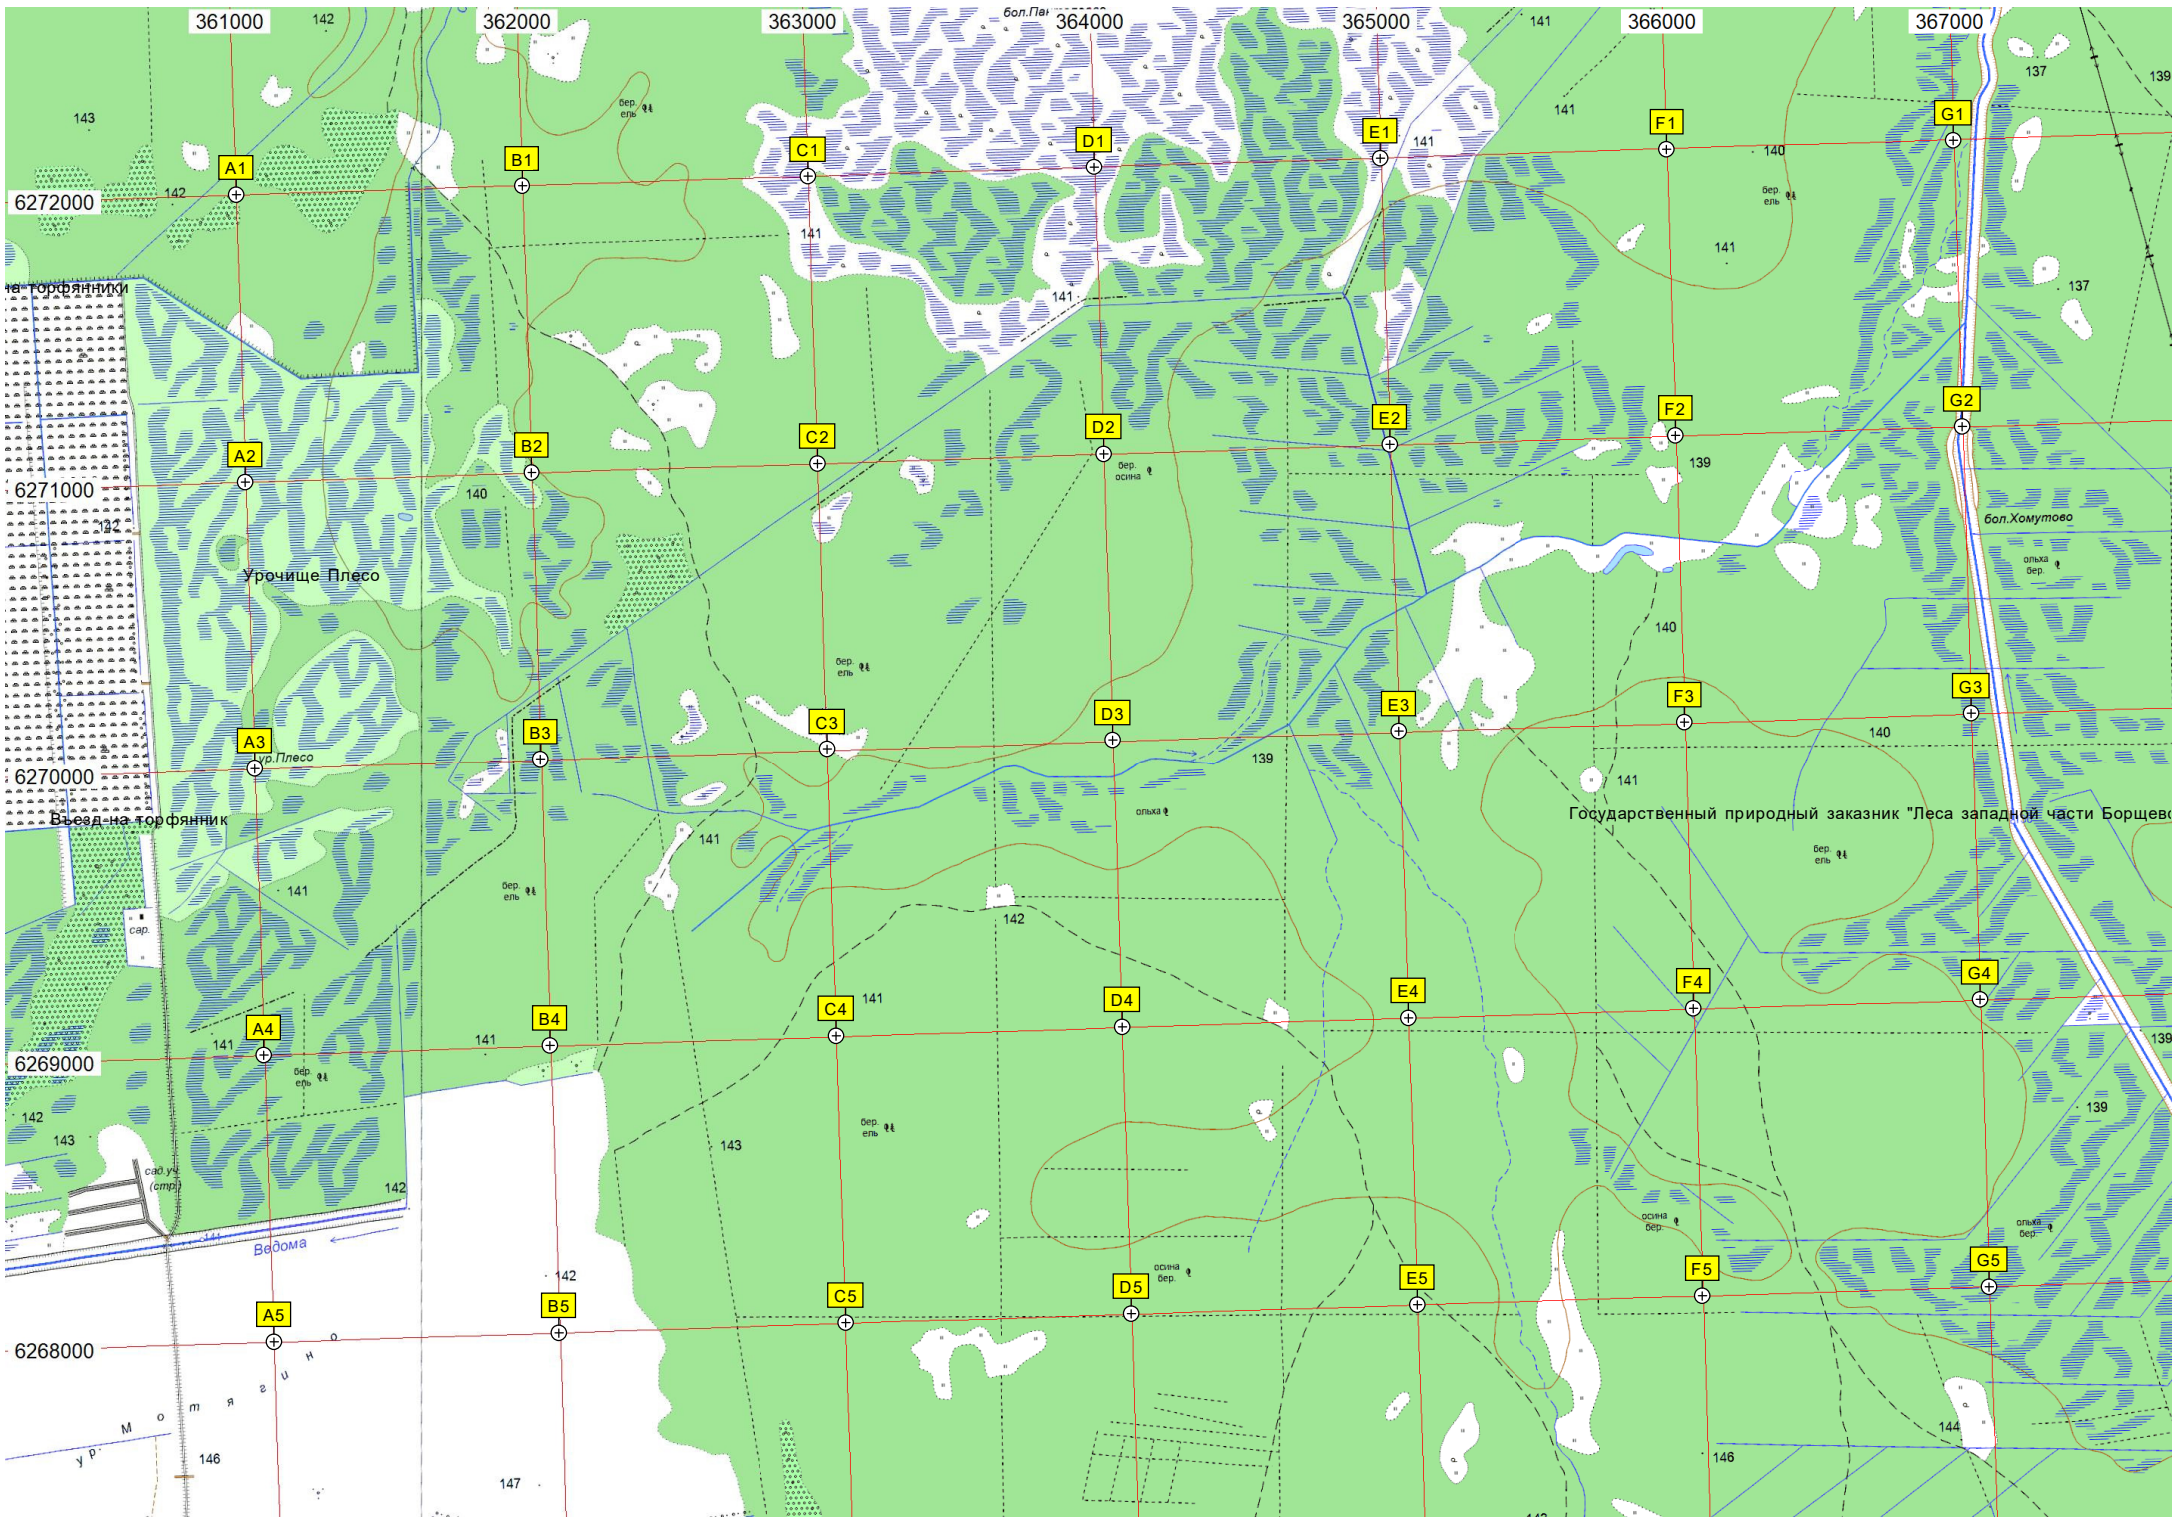 361000 362000 363000 364000 365000 366000 367000
142 141 137 139
143 бер. ель 141 141
A1 B1 C1 D1 E1 F1 G1
142 140
6272000
бер. ель
141 141
на торфянники 141 137
A2 B2 C2 D2 E2 F2 G2
бер. осина 139
6271000 140
142 бол.Хомутово
ольха бер.
Урочище Плесо
140
бер. ель
A3 B3 C3 D3 E3 F3 G3
ур.Плесо 139 140
6270000 141
Въезд на торфянник ольха Государственный природный заказник "Леса западной части Борщево
141 бер. ель
141 бер. ель
142
сар.
A4 B4 C4 D4 E4 F4 G4
141 141 141 139
6269000
бер. ель
142 139
143 бер. ель 143
сад.уч. (стр.)
142
осина бер. ольха бер.
141 Ведома
142 осина бер.
A5 B5 C5 D5 E5 F5 G5
6268000
ур. Мотягино
144
146 147 146